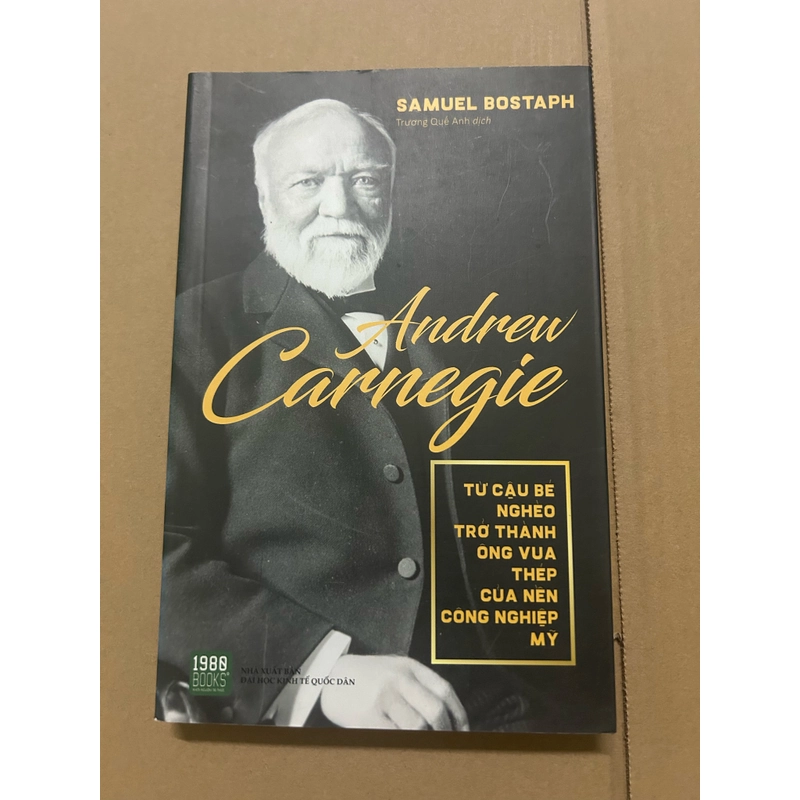 SAMUEL BOSTAPH
Trương Quế Anh dịch
Andrew
Carnegie
TỪ CẬU BÉ
NGHÈO
TRỞ THÀNH
ÔNG VUA
THÉP
CỦA NỀN
CÔNG NGHIỆP
MỸ
1980
BOOKS
NHÀ XUẤT BẢN
ĐẠI HỌC KINH TẾ QUỐC DÂN